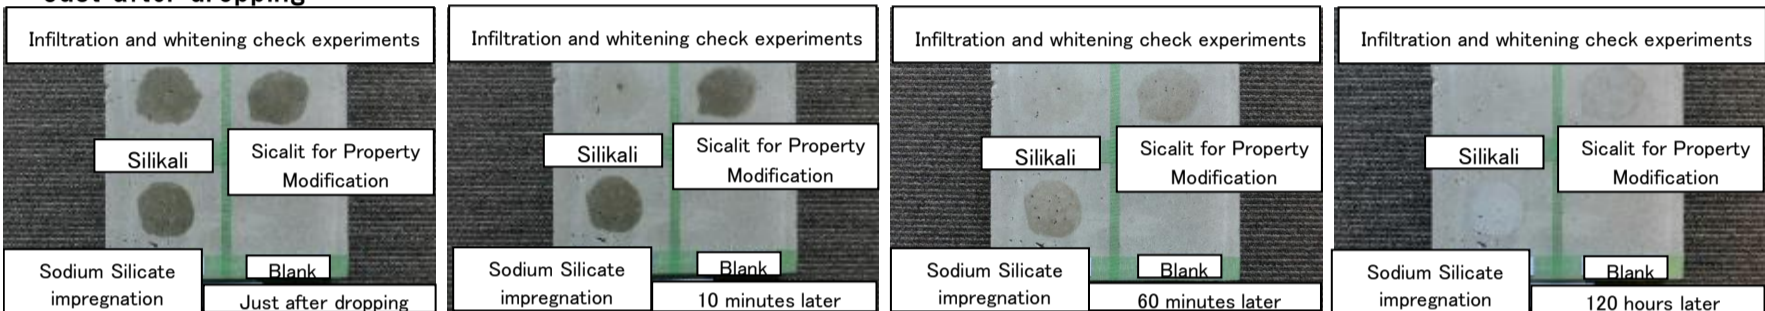 Just after dropping
Infiltration and whitening check experiments
Silikali
Sicalit for Property
Modification
Sodium Silicate
impregnation
Blank
Just after dropping
Infiltration and whitening check experiments
Silikali
Sicalit for Property
Modification
Sodium Silicate
impregnation
Blank
10 minutes later
Infiltration and whitening check experiments
Silikali
Sicalit for Property
Modification
Sodium Silicate
impregnation
Blank
60 minutes later
Infiltration and whitening check experiments
Silikali
Sicalit for Property
Modification
Sodium Silicate
impregnation
Blank
120 hours later